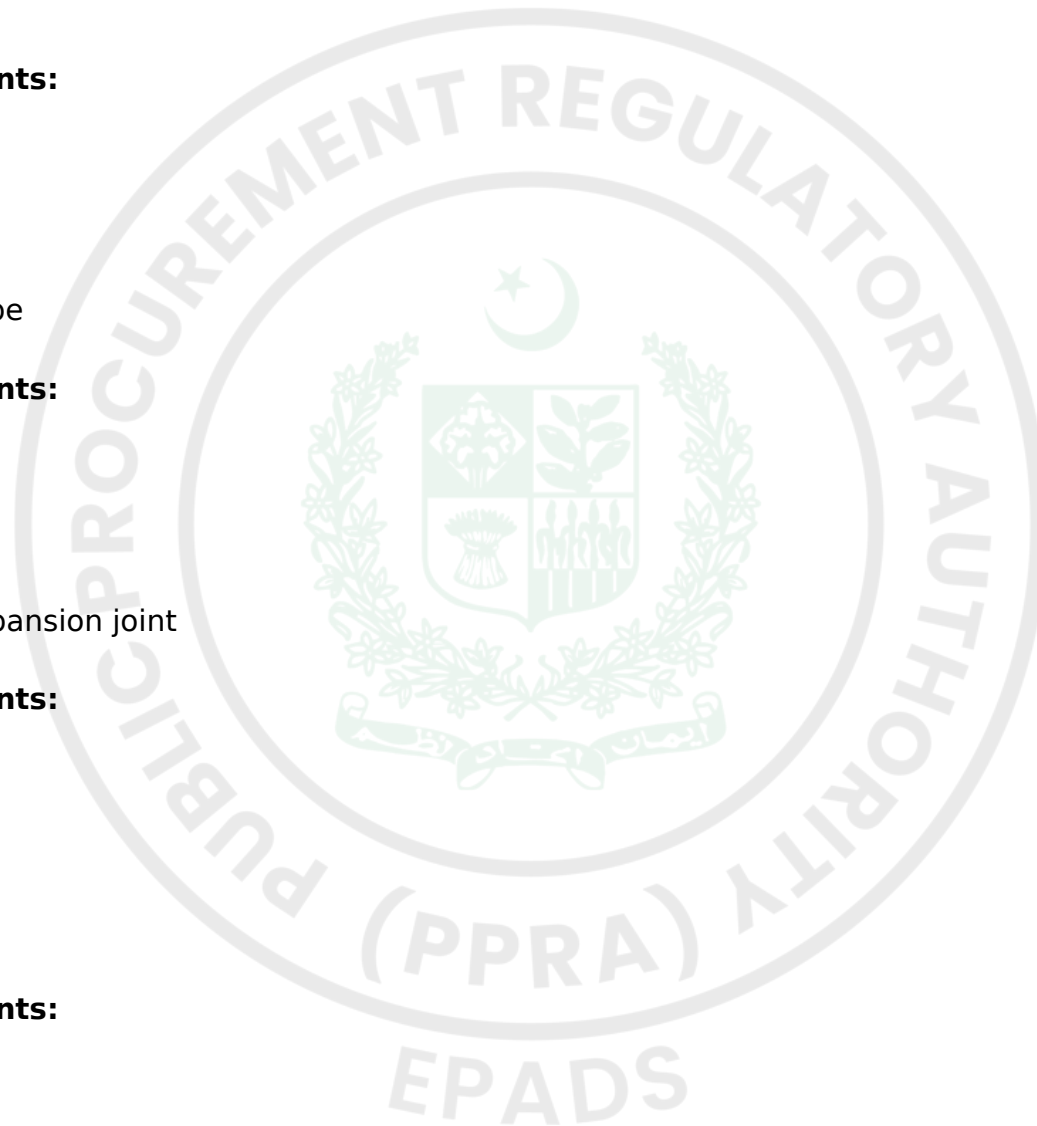 nts:
pe
nts:
pansion joint
nts:
nts:
PUBLIC PROCUREMENT REGULATORY AUTHORITY
(PPRA)
EPADS